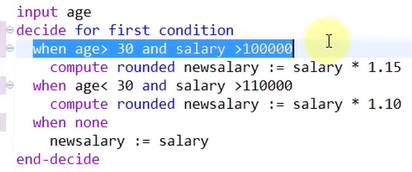 input age
decide for first condition
when age> 30 and salary >100000
compute rounded newsalary := salary * 1.15
when age< 30 and salary >110000
compute rounded newsalary := salary * 1.10
when none
newsalary := salary
end-decide